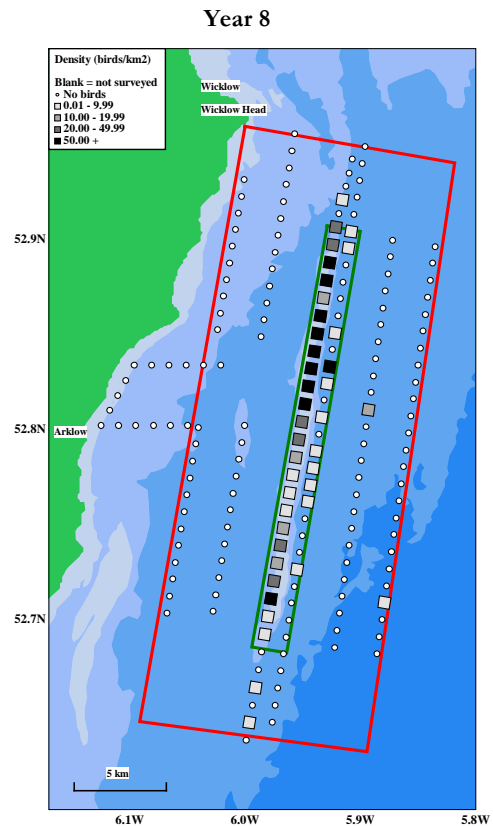 Year 8
Density (birds/km2)
Blank = not surveyed
No birds
0.01 - 9.99
10.00 - 19.99
20.00 - 49.99
50.00 +
Wicklow
Wicklow Head
52.9N
52.8N
Arklow
52.7N
5 km
6.1W 6.0W 5.9W 5.8W